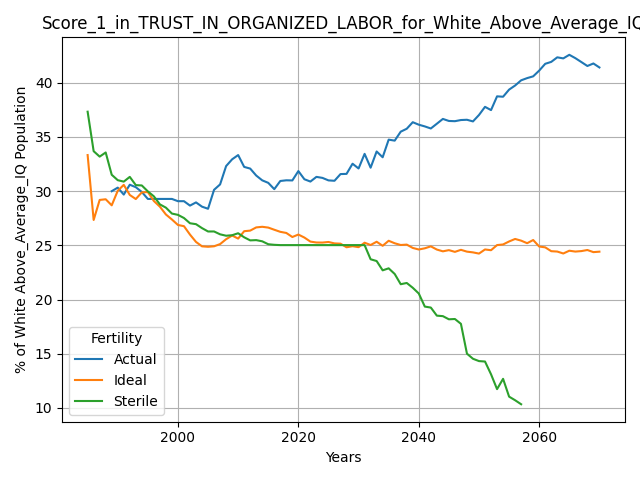 Score_1_in_TRUST_IN_ORGANIZED_LABOR_for_White_Above_Average_IQ
% of White Above_Average_IQ Population
40
35
30
25
20
15
10
Fertility
Actual
Ideal
Sterile
2000 2020 2040 2060
Years